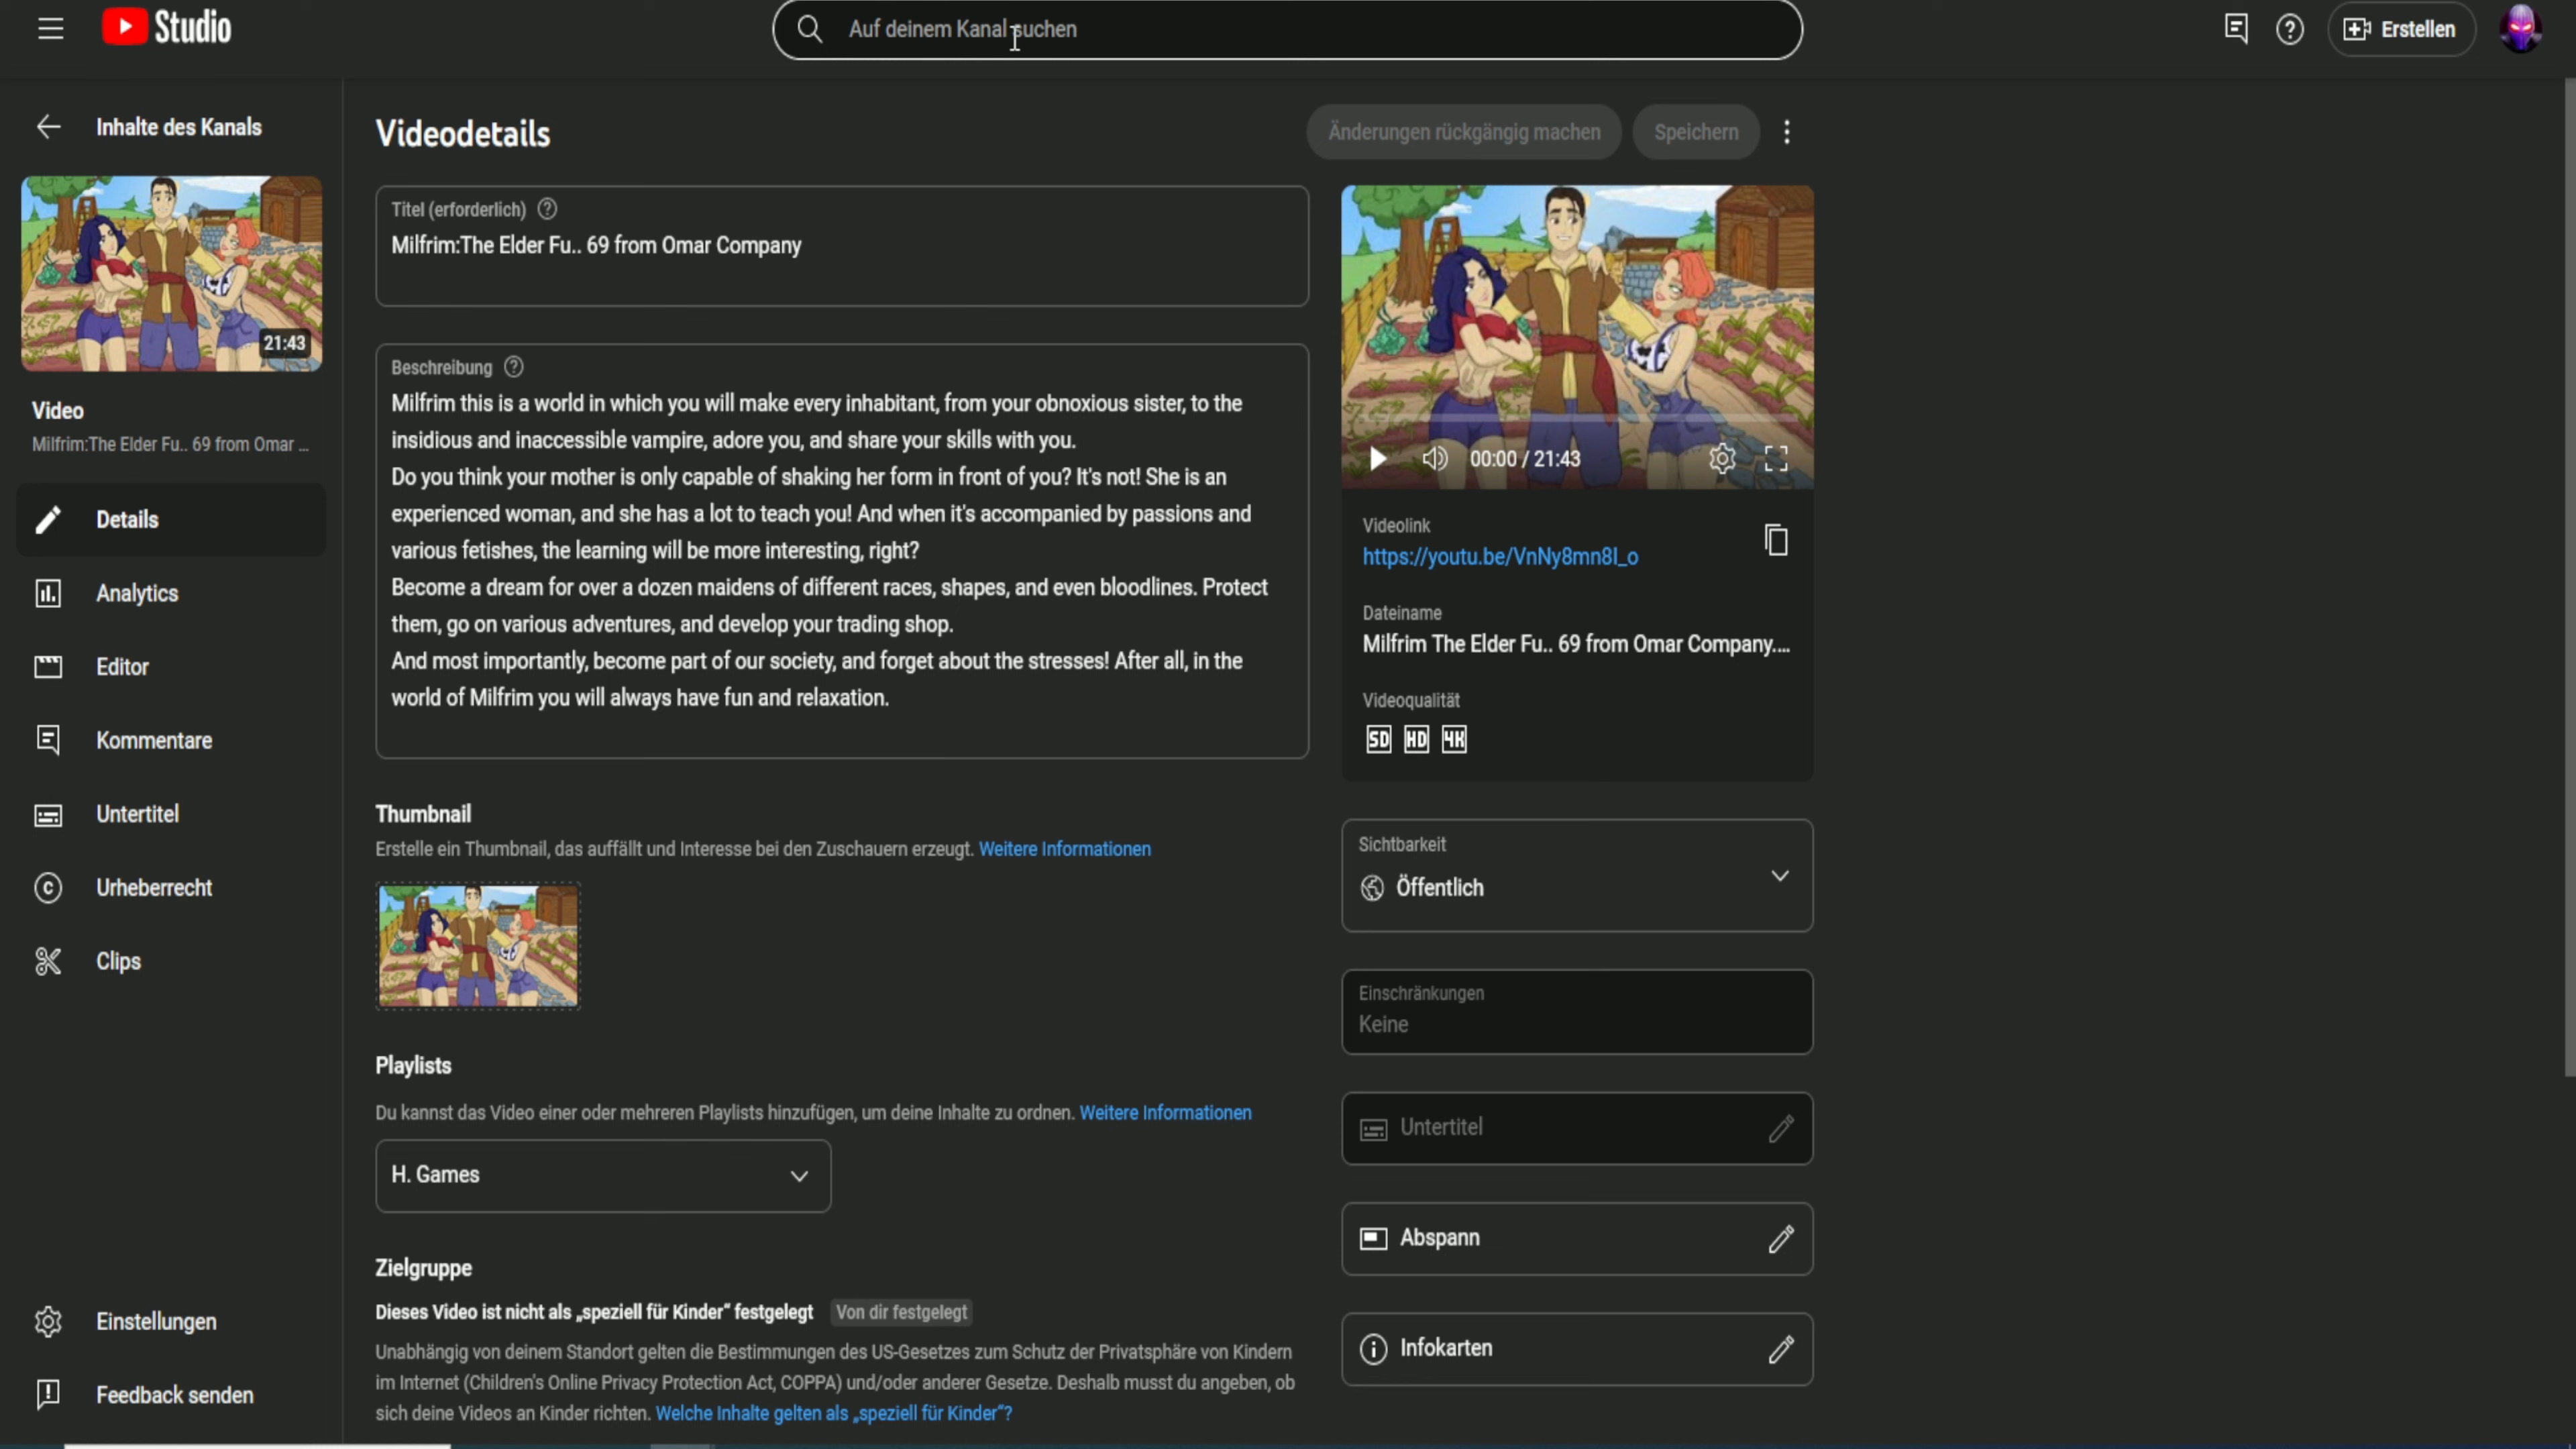 Studio
Auf deinem Kanal suchen
Erstellen
Inhalte des Kanals
21:43
Video
Milfrim:The Elder Fu.. 69 from Omar ...
Details
Analytics
Editor
Kommentare
Untertitel
Urheberrecht
Clips
Einstellungen
Feedback senden
Videodetails
Änderungen rückgängig machen
Speichern
Titel (erforderlich)
Milfrim:The Elder Fu.. 69 from Omar Company
Beschreibung
Milfrim this is a world in which you will make every inhabitant, from your obnoxious sister, to the
insidious and inaccessible vampire, adore you, and share your skills with you.
Do you think your mother is only capable of shaking her form in front of you? It's not! She is an
experienced woman, and she has a lot to teach you! And when it's accompanied by passions and
various fetishes, the learning will be more interesting, right?
Become a dream for over a dozen maidens of different races, shapes, and even bloodlines. Protect
them, go on various adventures, and develop your trading shop.
And most importantly, become part of our society, and forget about the stresses! After all, in the
world of Milfrim you will always have fun and relaxation.
Thumbnail
Erstelle ein Thumbnail, das auffällt und Interesse bei den Zuschauern erzeugt. Weitere Informationen
Playlists
Du kannst das Video einer oder mehreren Playlists hinzufügen, um deine Inhalte zu ordnen. Weitere Informationen
H. Games
Zielgruppe
Dieses Video ist nicht als „speziell für Kinder“ festgelegt Von dir festgelegt
Unabhängig von deinem Standort gelten die Bestimmungen des US-Gesetzes zum Schutz der Privatsphäre von Kindern
im Internet (Children's Online Privacy Protection Act, COPPA) und/oder anderer Gesetze. Deshalb musst du angeben, ob
sich deine Videos an Kinder richten. Welche Inhalte gelten als „speziell für Kinder“?
00:00 / 21:43
Videolink
https://youtu.be/VnNy8mn8I_o
Dateiname
Milfrim The Elder Fu.. 69 from Omar Company....
Videoqualität
SD HD 4K
Sichtbarkeit
Öffentlich
Einschränkungen
Keine
Untertitel
Abspann
Infokarten